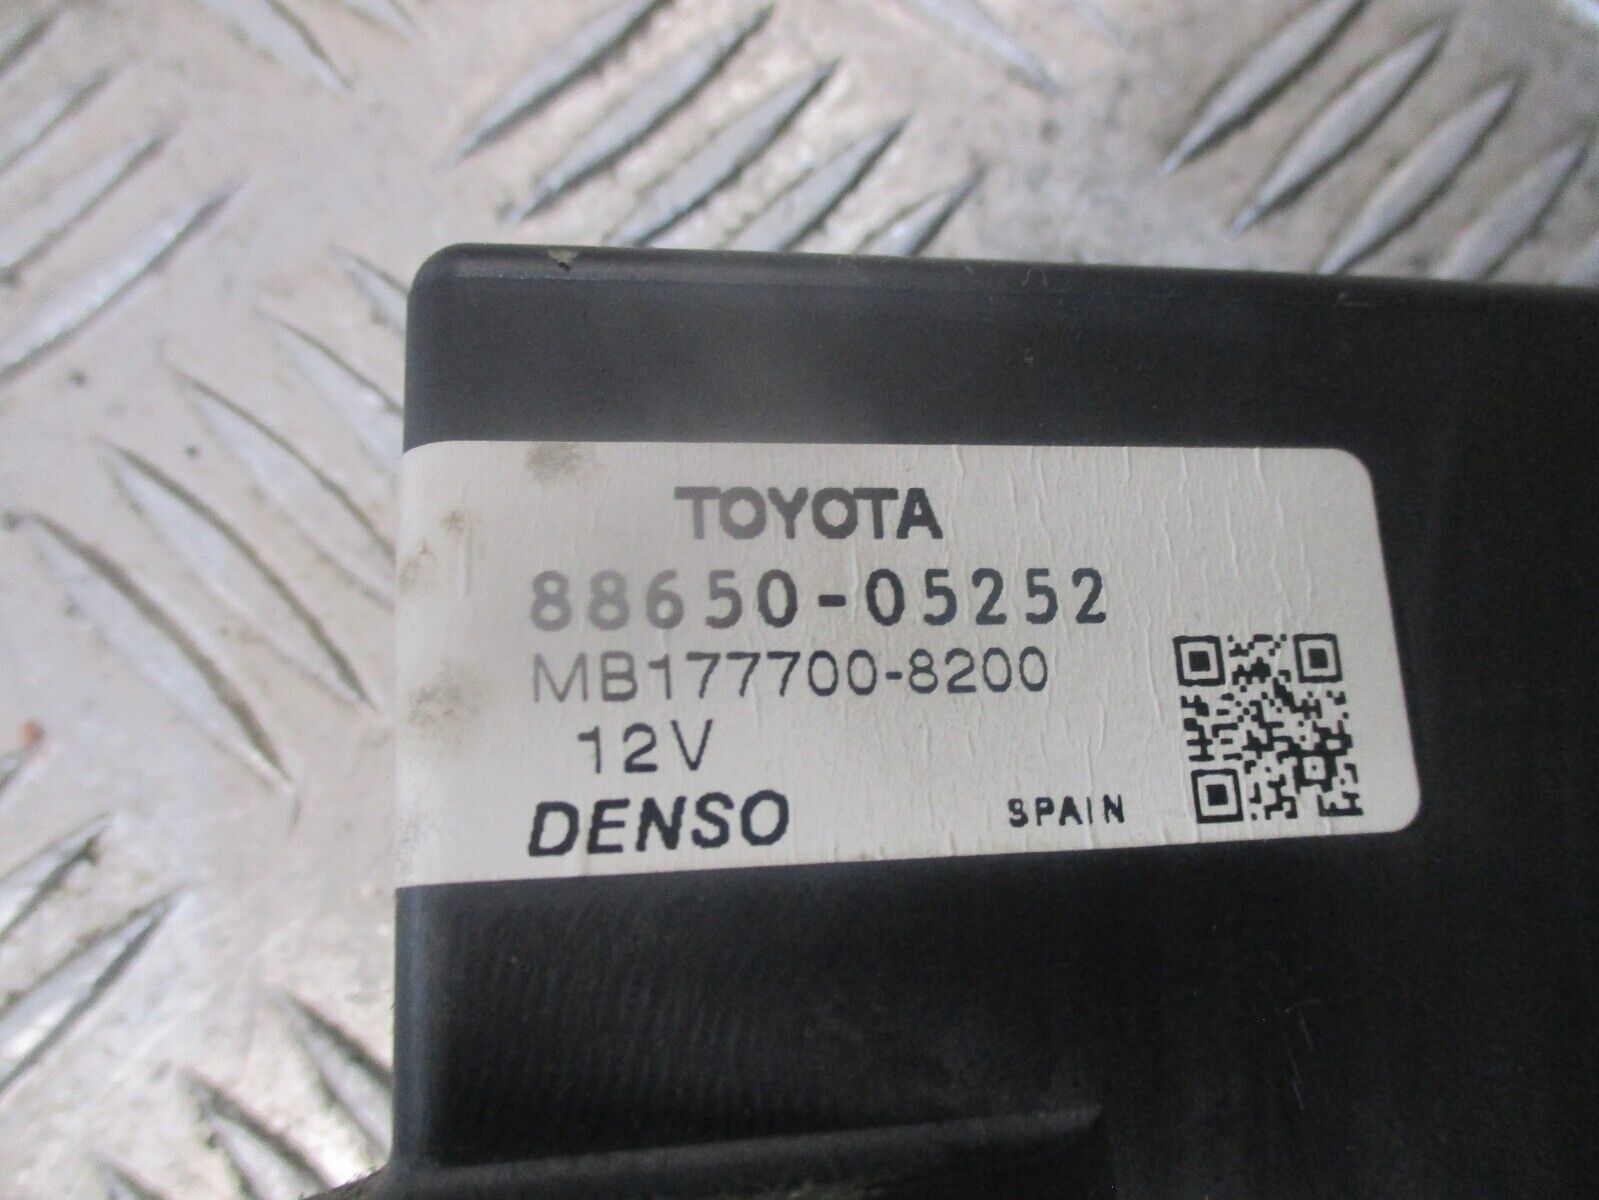 TOYOTA
88650-05252
MB177700-8200
12V
DENSO SPAIN